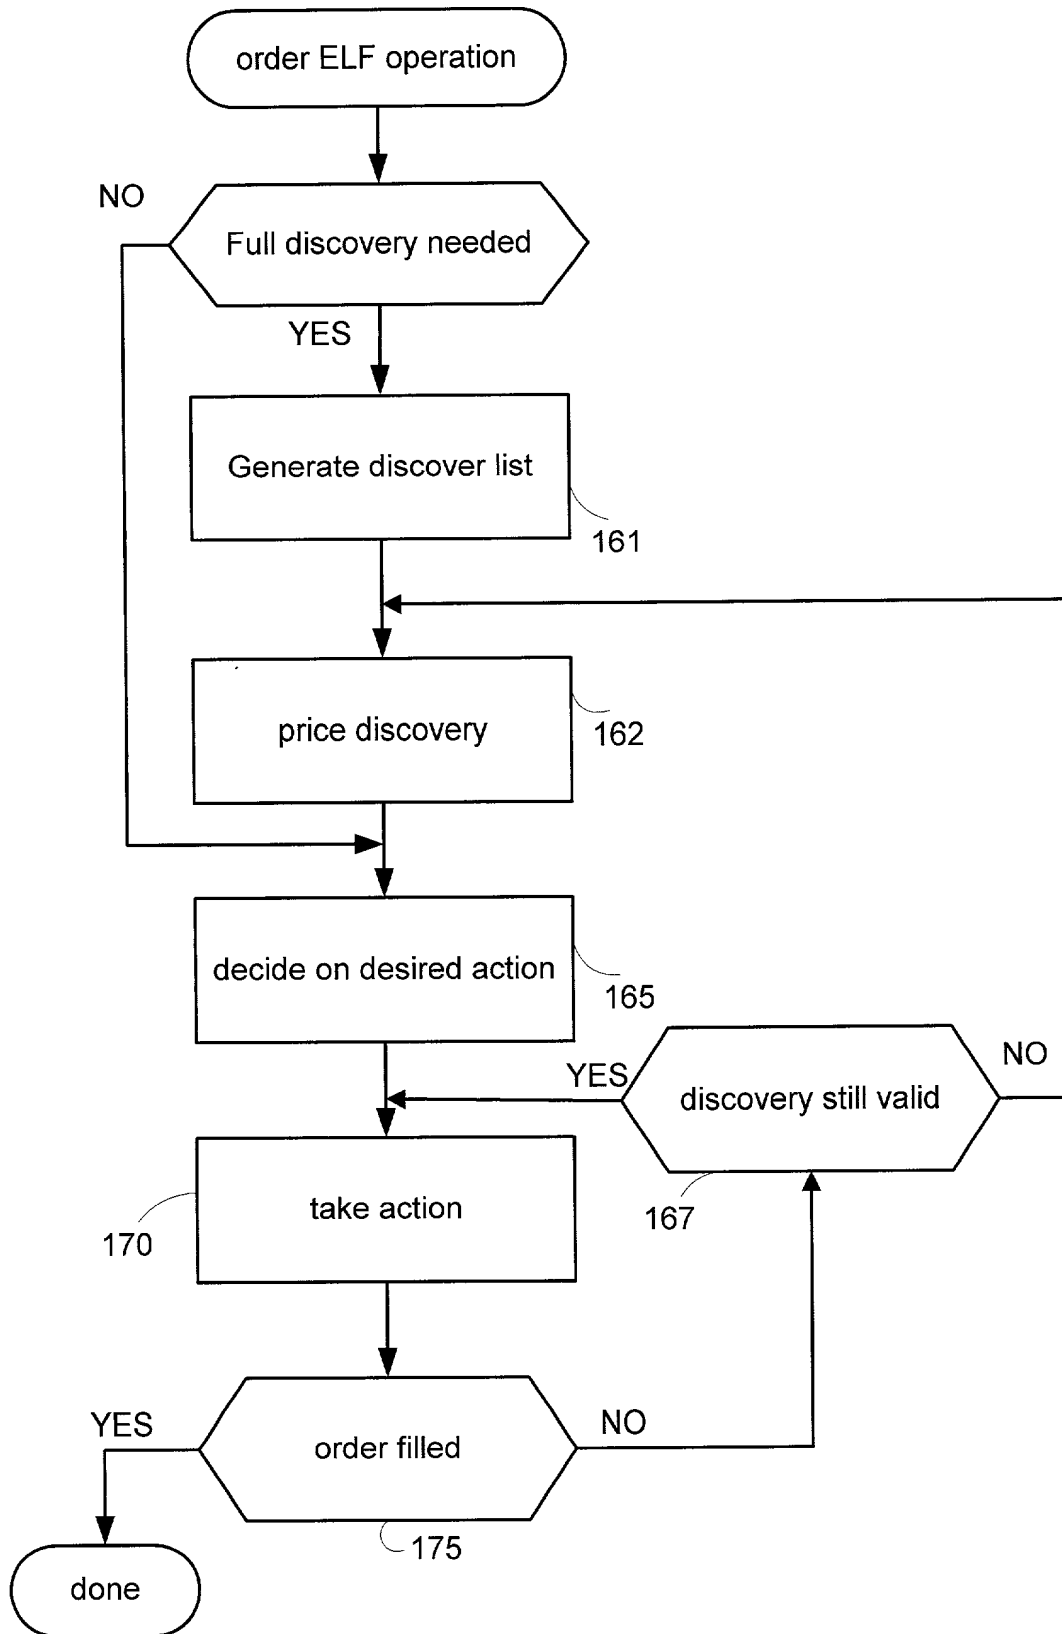 order ELF operation
NO
Full discovery needed
YES
Generate discover list
161
price discovery
162
decide on desired action
165
YES
discovery still valid
NO
167
take action
170
order filled
YES
NO
175
done